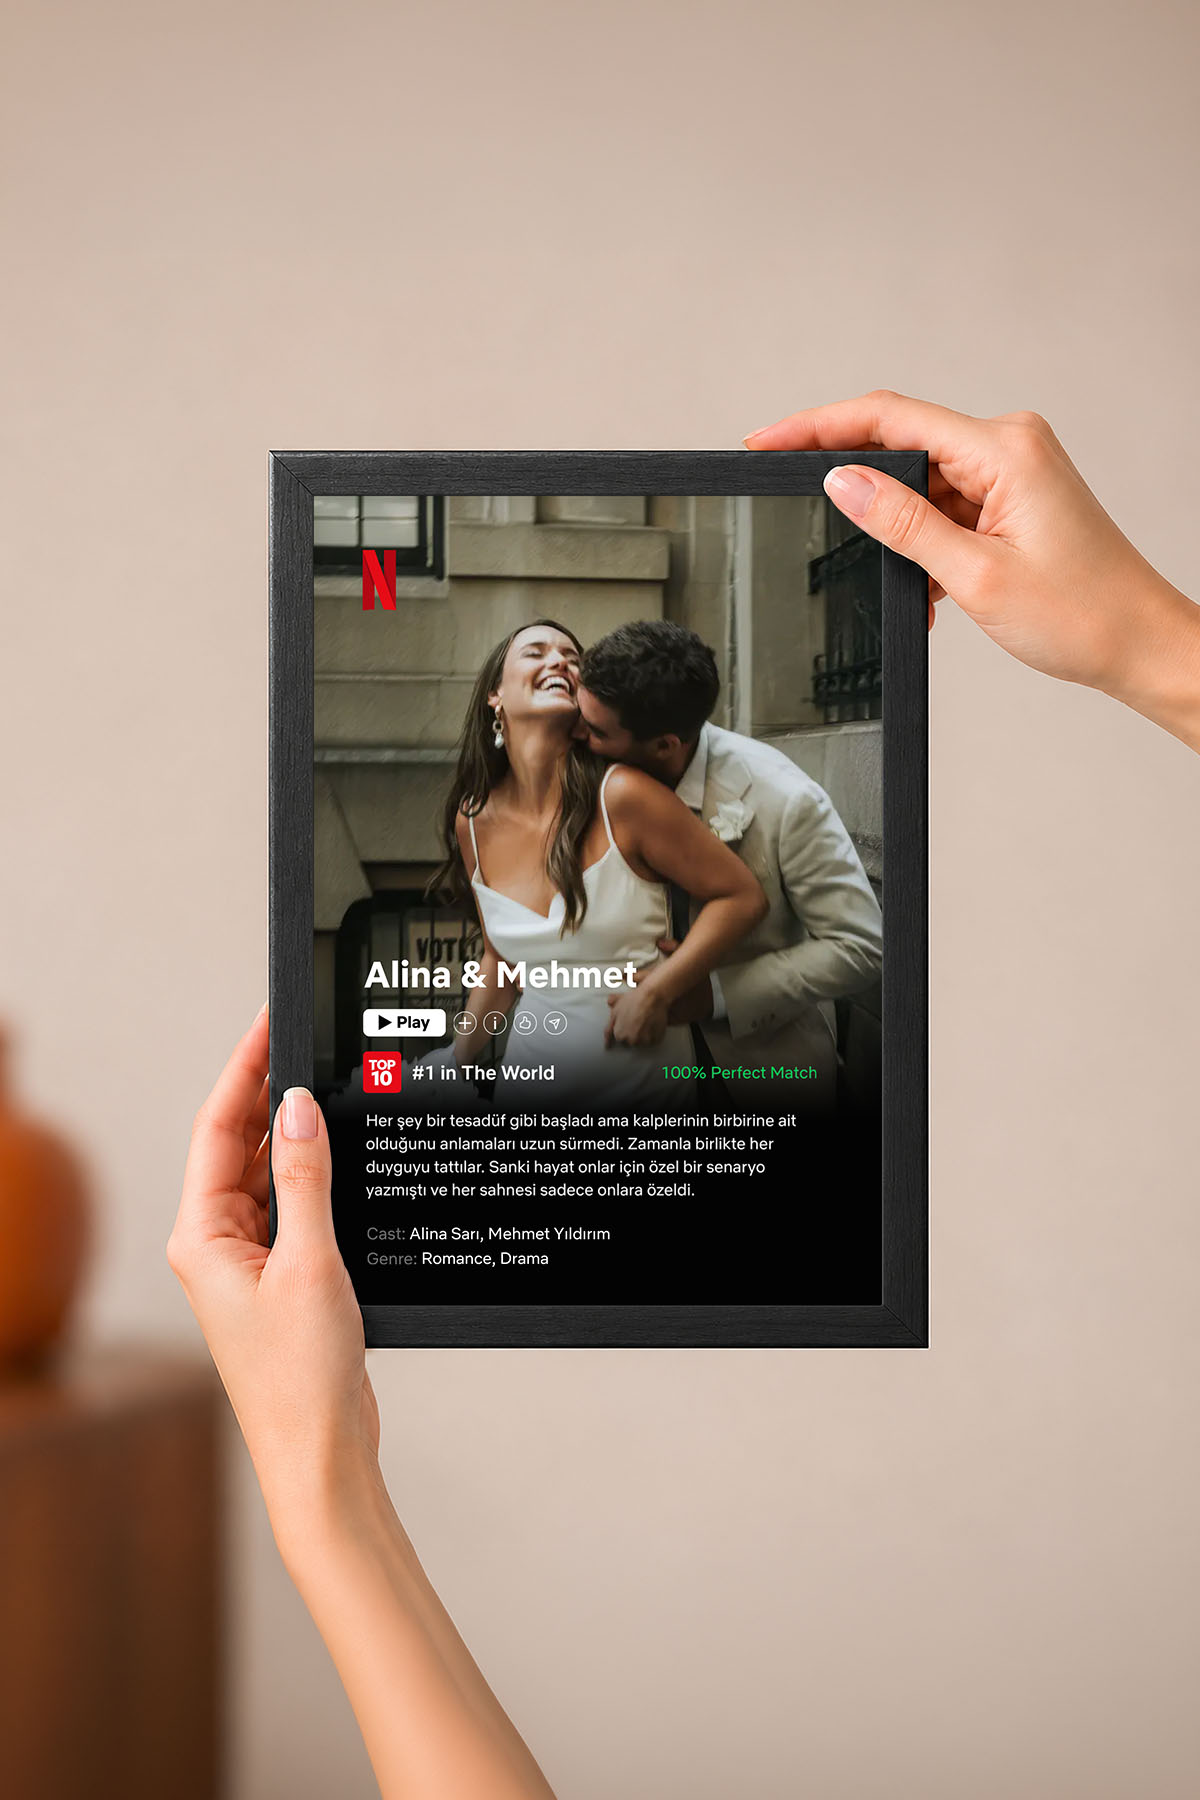 N
VOTE
Alina & Mehmet
Play
TOP 10
#1 in The World
100% Perfect Match
Her şey bir tesadüf gibi başladı ama kalplerinin birbirine ait
olduğunu anlamaları uzun sürmedi. Zamanla birlikte her
duyguyu tattılar. Sanki hayat onlar için özel bir senaryo
yazmıştı ve her sahnesi sadece onlara özeldi.
Cast: Alina Sarı, Mehmet Yıldırım
Genre: Romance, Drama